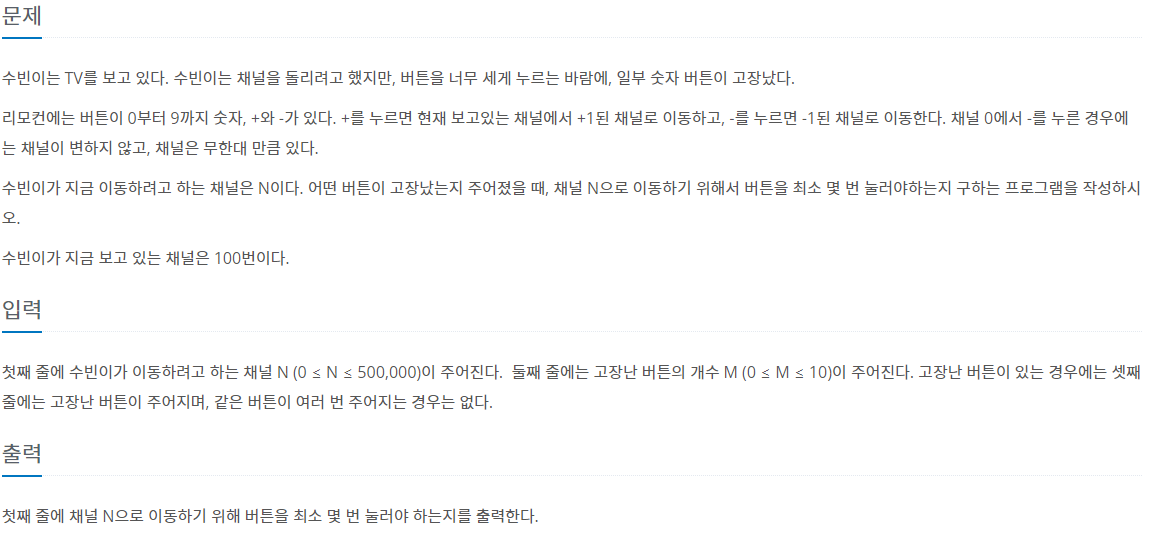 문제
수빈이는 TV를 보고 있다. 수빈이는 채널을 돌리려고 했지만, 버튼을 너무 세게 누르는 바람에, 일부 숫자 버튼이 고장났다.
리모컨에는 버튼이 0부터 9까지 숫자, +와 -가 있다. +를 누르면 현재 보고있는 채널에서 +1된 채널로 이동하고, -를 누르면 -1된 채널로 이동한다. 채널 0에서 -를 누른 경우에
는 채널이 변하지 않고, 채널은 무한대 만큼 있다.
수빈이가 지금 이동하려고 하는 채널은 N이다. 어떤 버튼이 고장났는지 주어졌을 때, 채널 N으로 이동하기 위해서 버튼을 최소 몇 번 눌러야하는지 구하는 프로그램을 작성하시
오.
수빈이가 지금 보고 있는 채널은 100번이다.
입력
첫째 줄에 수빈이가 이동하려고 하는 채널 N (0 ≤ N ≤ 500,000)이 주어진다. 둘째 줄에는 고장난 버튼의 개수 M (0 ≤ M ≤ 10)이 주어진다. 고장난 버튼이 있는 경우에는 셋째
줄에는 고장난 버튼이 주어지며, 같은 버튼이 여러 번 주어지는 경우는 없다.
출력
첫째 줄에 채널 N으로 이동하기 위해 버튼을 최소 몇 번 눌러야 하는지를 출력한다.